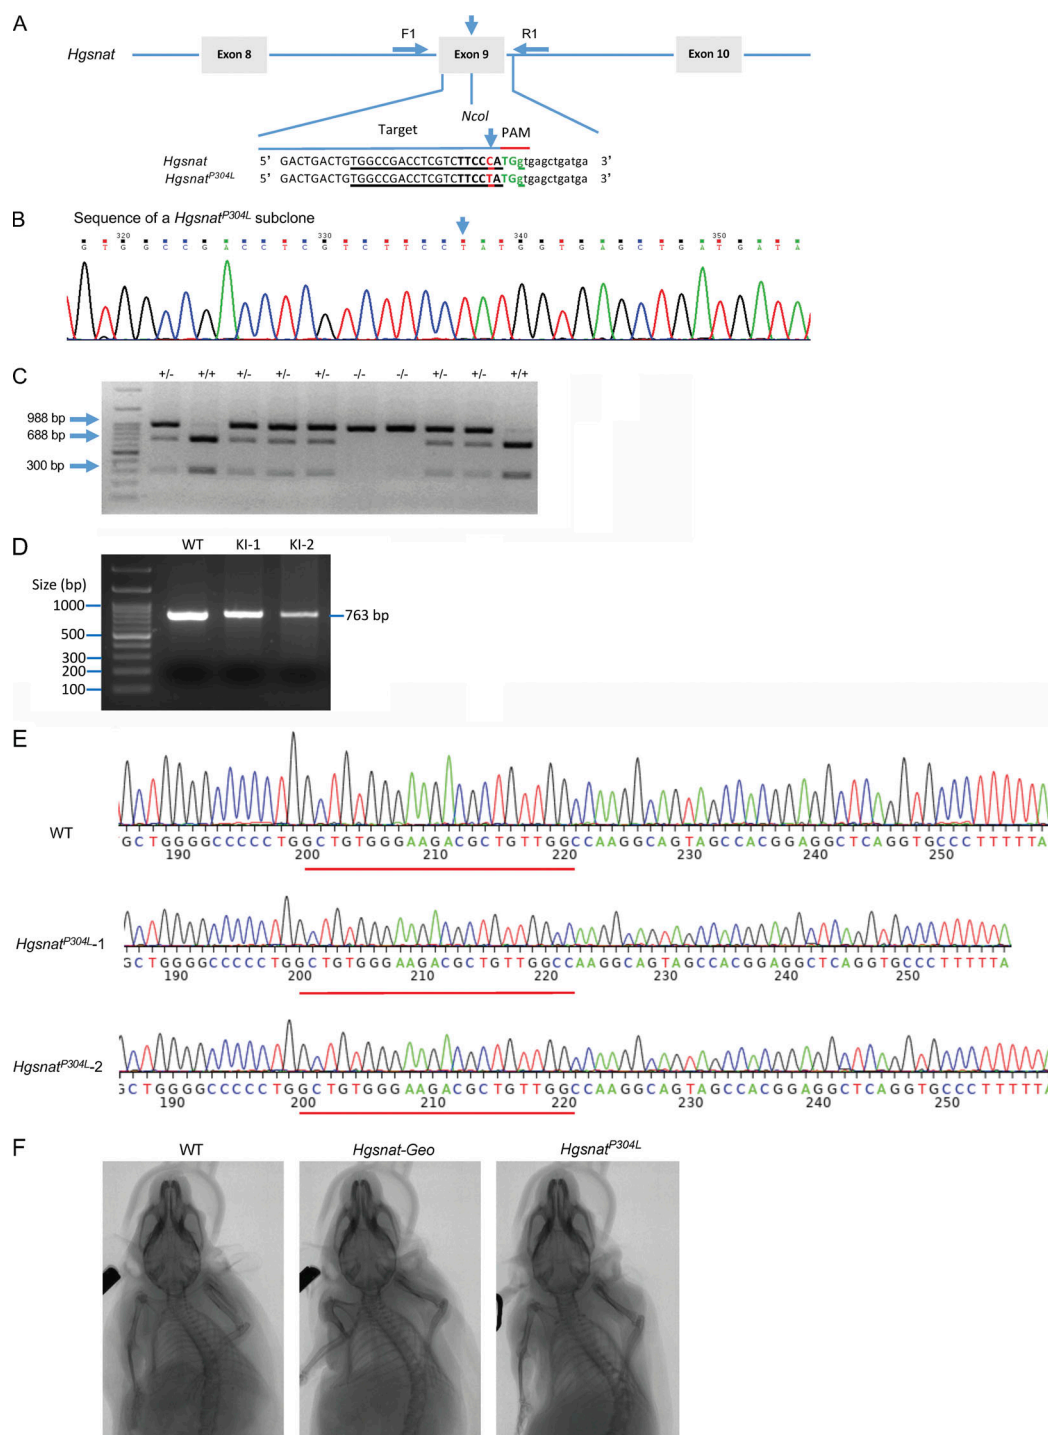 A
F1
R1
Hgsnat
Exon 8
Exon 9
Exon 10
NcoI
Target
PAM
Hgsnat 5' GACTGACTGTGGCCGACCTCGTCTTCCCATGgtgagctgatga 3'
HgsnatP304L 5' GACTGACTGTGGCCGACCTCGTCTTCCTATGgtgagctgatga 3'
B
Sequence of a HgsnatP304L subclone
320 330 340 350
G T G G C C G A C C T C G T C T T C C T A T G G T G A G C T G A T G A T A
C
+/- +/+ +/- +/- +/- -/- -/- +/- +/- +/+
988 bp
688 bp
300 bp
D
WT KI-1 KI-2
Size (bp)
1000
763 bp
500
300
200
100
E
WT
GCTGGGGCCCCCTGGCTGTGGGAAGACGCTGTTGGCCAAGGCAGTAGCCACGGAGGCTCAGGTGCCCTTTTTA
190 200 210 220 230 240 250
HgsnatP304L-1
GCTGGGGCCCCCTGGCTGTGGGAAGACGCTGTTGGCCAAGGCAGTAGCCACGGAGGCTCAGGTGCCCTTTTTA
190 200 210 220 230 240 250
HgsnatP304L-2
GCTGGGGCCCCCTGGCTGTGGGAAGACGCTGTTGGCCAAGGCAGTAGCCACGGAGGCTCAGGTGCCCTTTTTA
190 200 210 220 230 240 250
F
WT
Hgsnat-Geo
HgsnatP304L